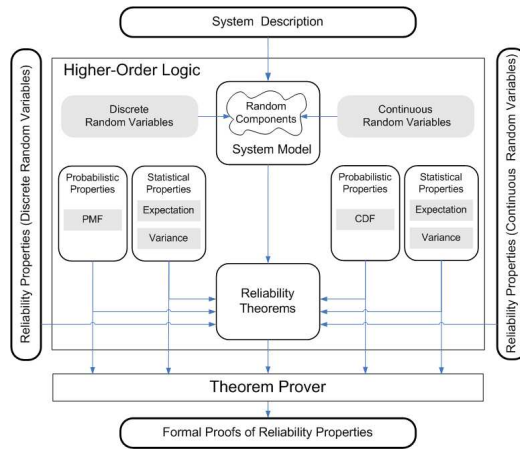 System Description
Reliability Properties (Discrete Random Variables)
Higher-Order Logic
Discrete
Random Variables
Random
Components
System Model
Continuous
Random Variables
Probabilistic
Properties
PMF
Statistical
Properties
Expectation
Variance
Probabilistic
Properties
CDF
Statistical
Properties
Expectation
Variance
Reliability
Theorems
Reliability Properties (Continuous Random Variables)
Theorem Prover
Formal Proofs of Reliability Properties